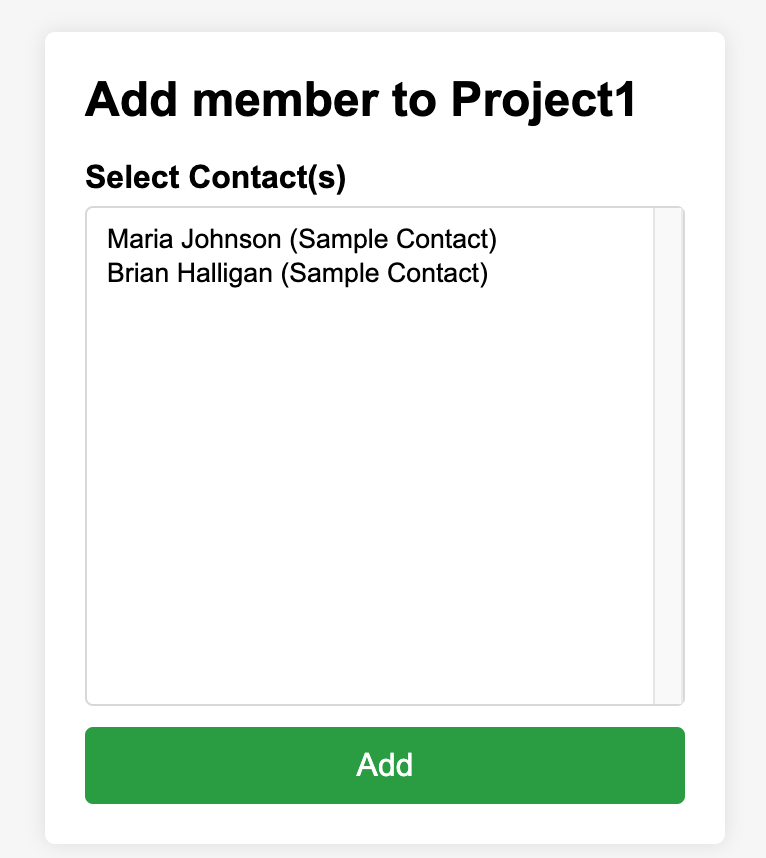 Add member to Project1
Select Contact(s)
Maria Johnson (Sample Contact)
Brian Halligan (Sample Contact)
Add